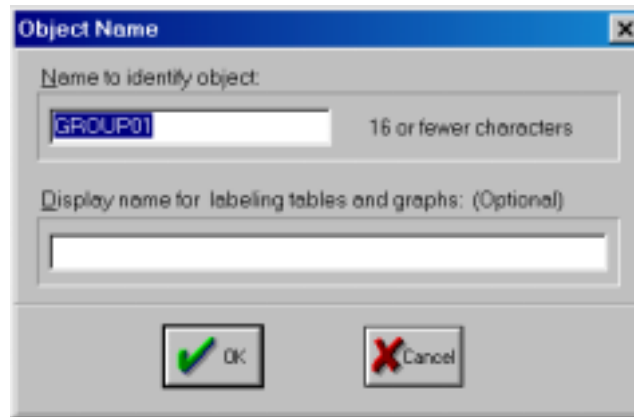 Object Name
Name to identify object:
GROUP01
16 or fewer characters
Display name for labeling tables and graphs: (Optional)
OK
Cancel